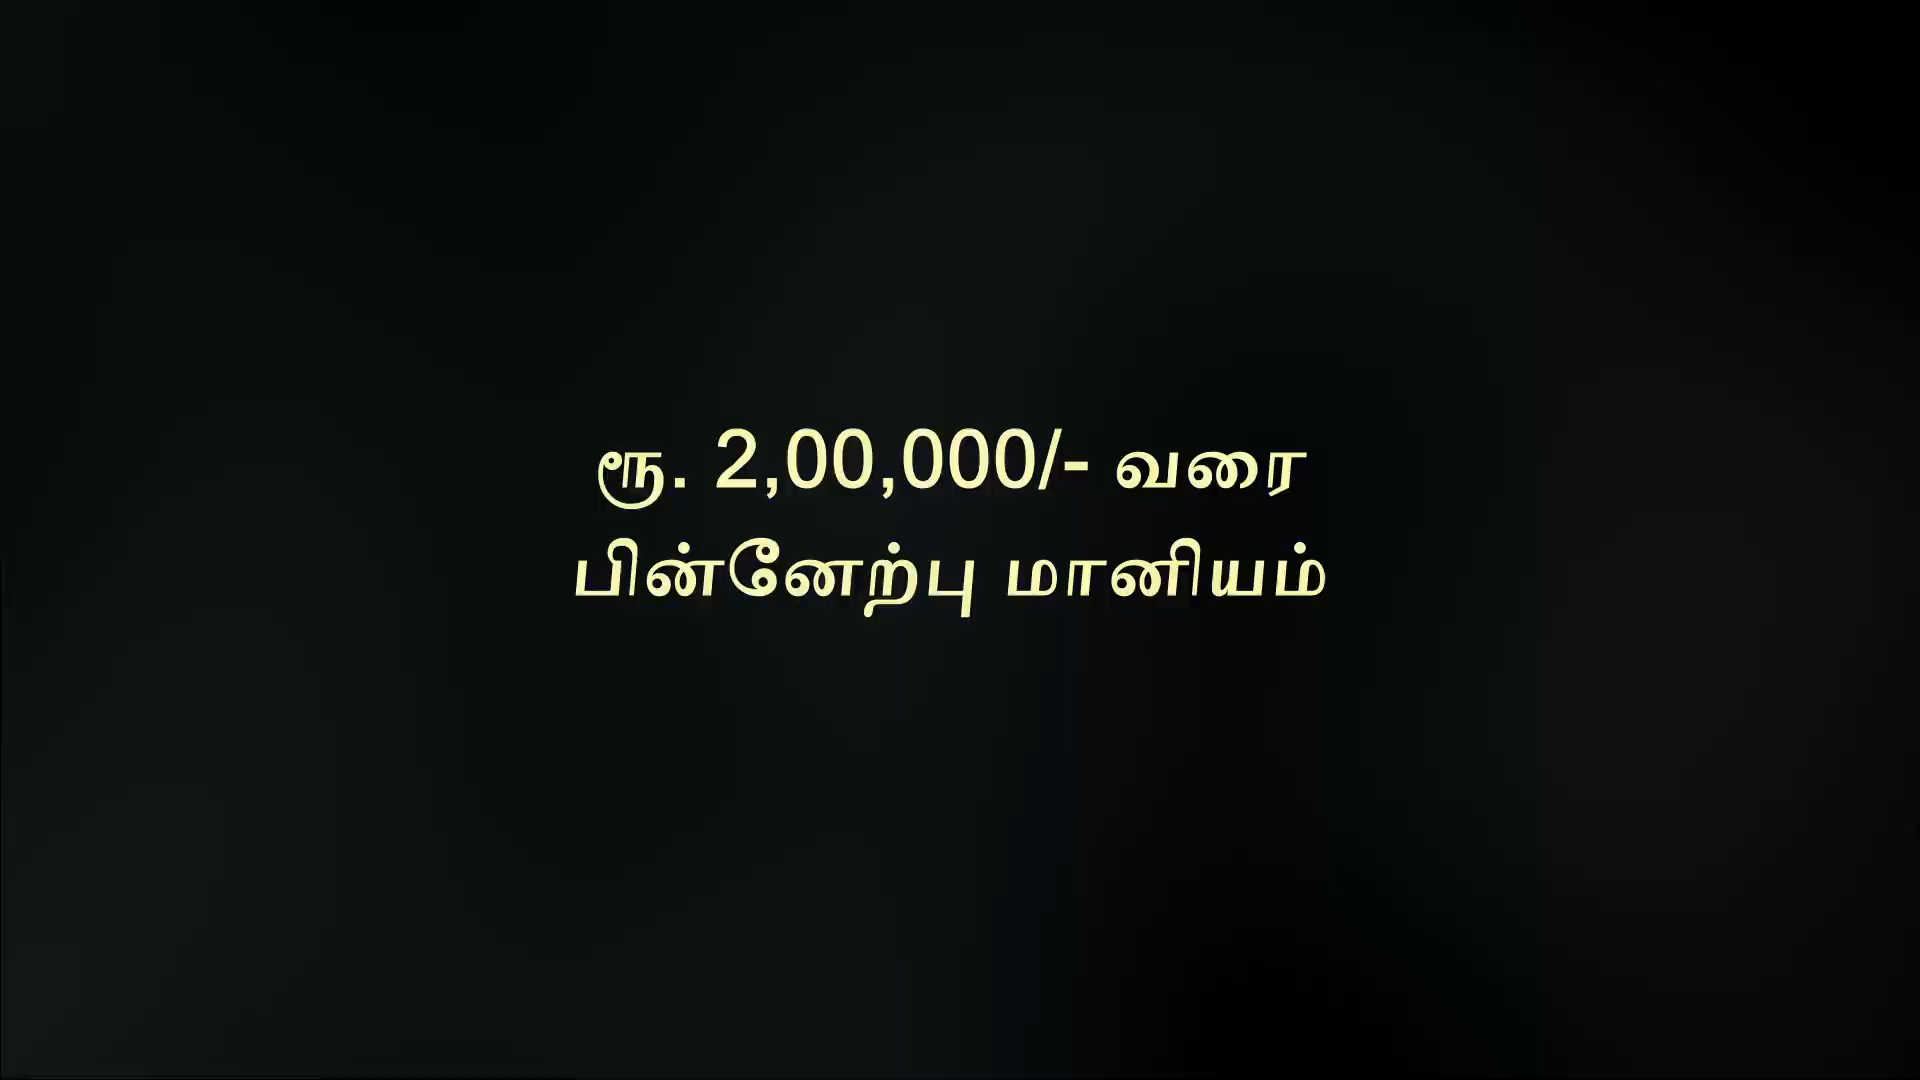 ரூ. 2,00,000/- வரை
பின்னேற்பு மானியம்